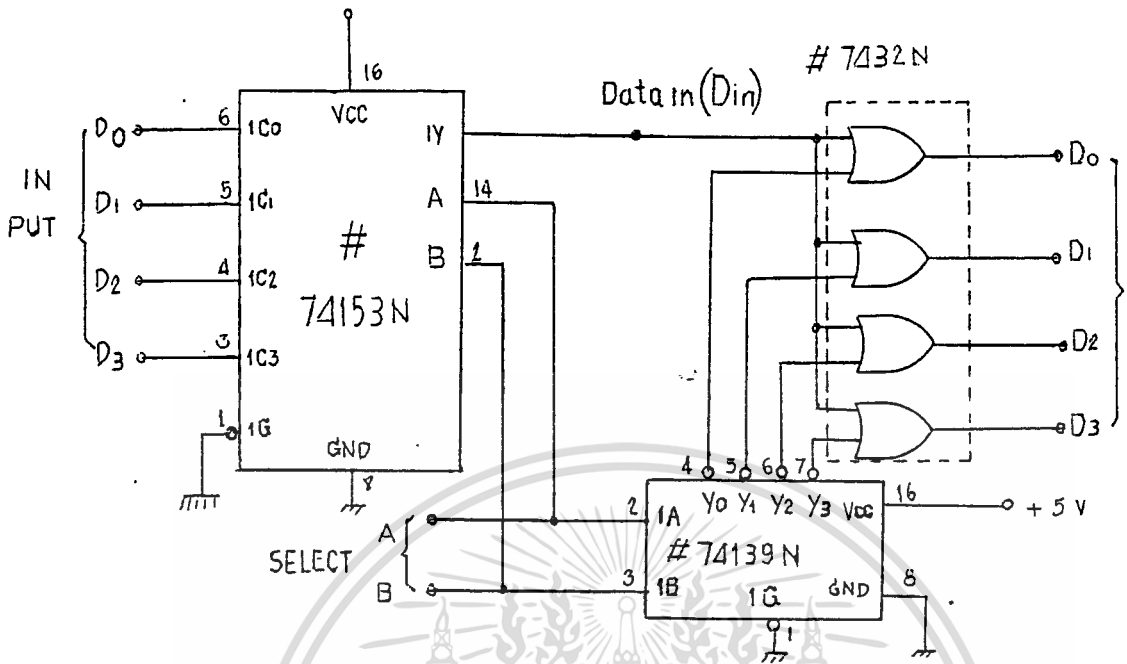 # 7432N
Data in (Din)
16
VCC
D0 6 1C0
1Y
D0
IN
PUT
D1 5 1C1
A 14
D1
#
B 2
D2 4 1C2
74153N
D2
D3 3 1C3
D3
1 1G
GND
8
4 5 6 7
Y0 Y1 Y2 Y3 VCC 16
+ 5 V
A
2 1A
# 74139N
SELECT
B
3 1B
1G
GND 8
1